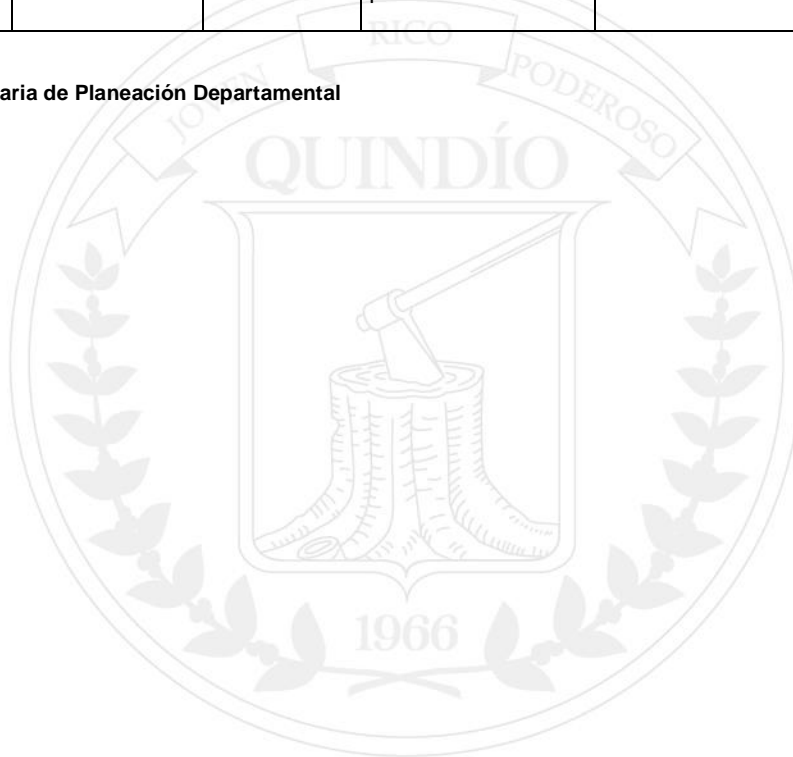 RICO
JOVEN
PODEROSO
aria de Planeación Departamental
QUINDÍO
1966